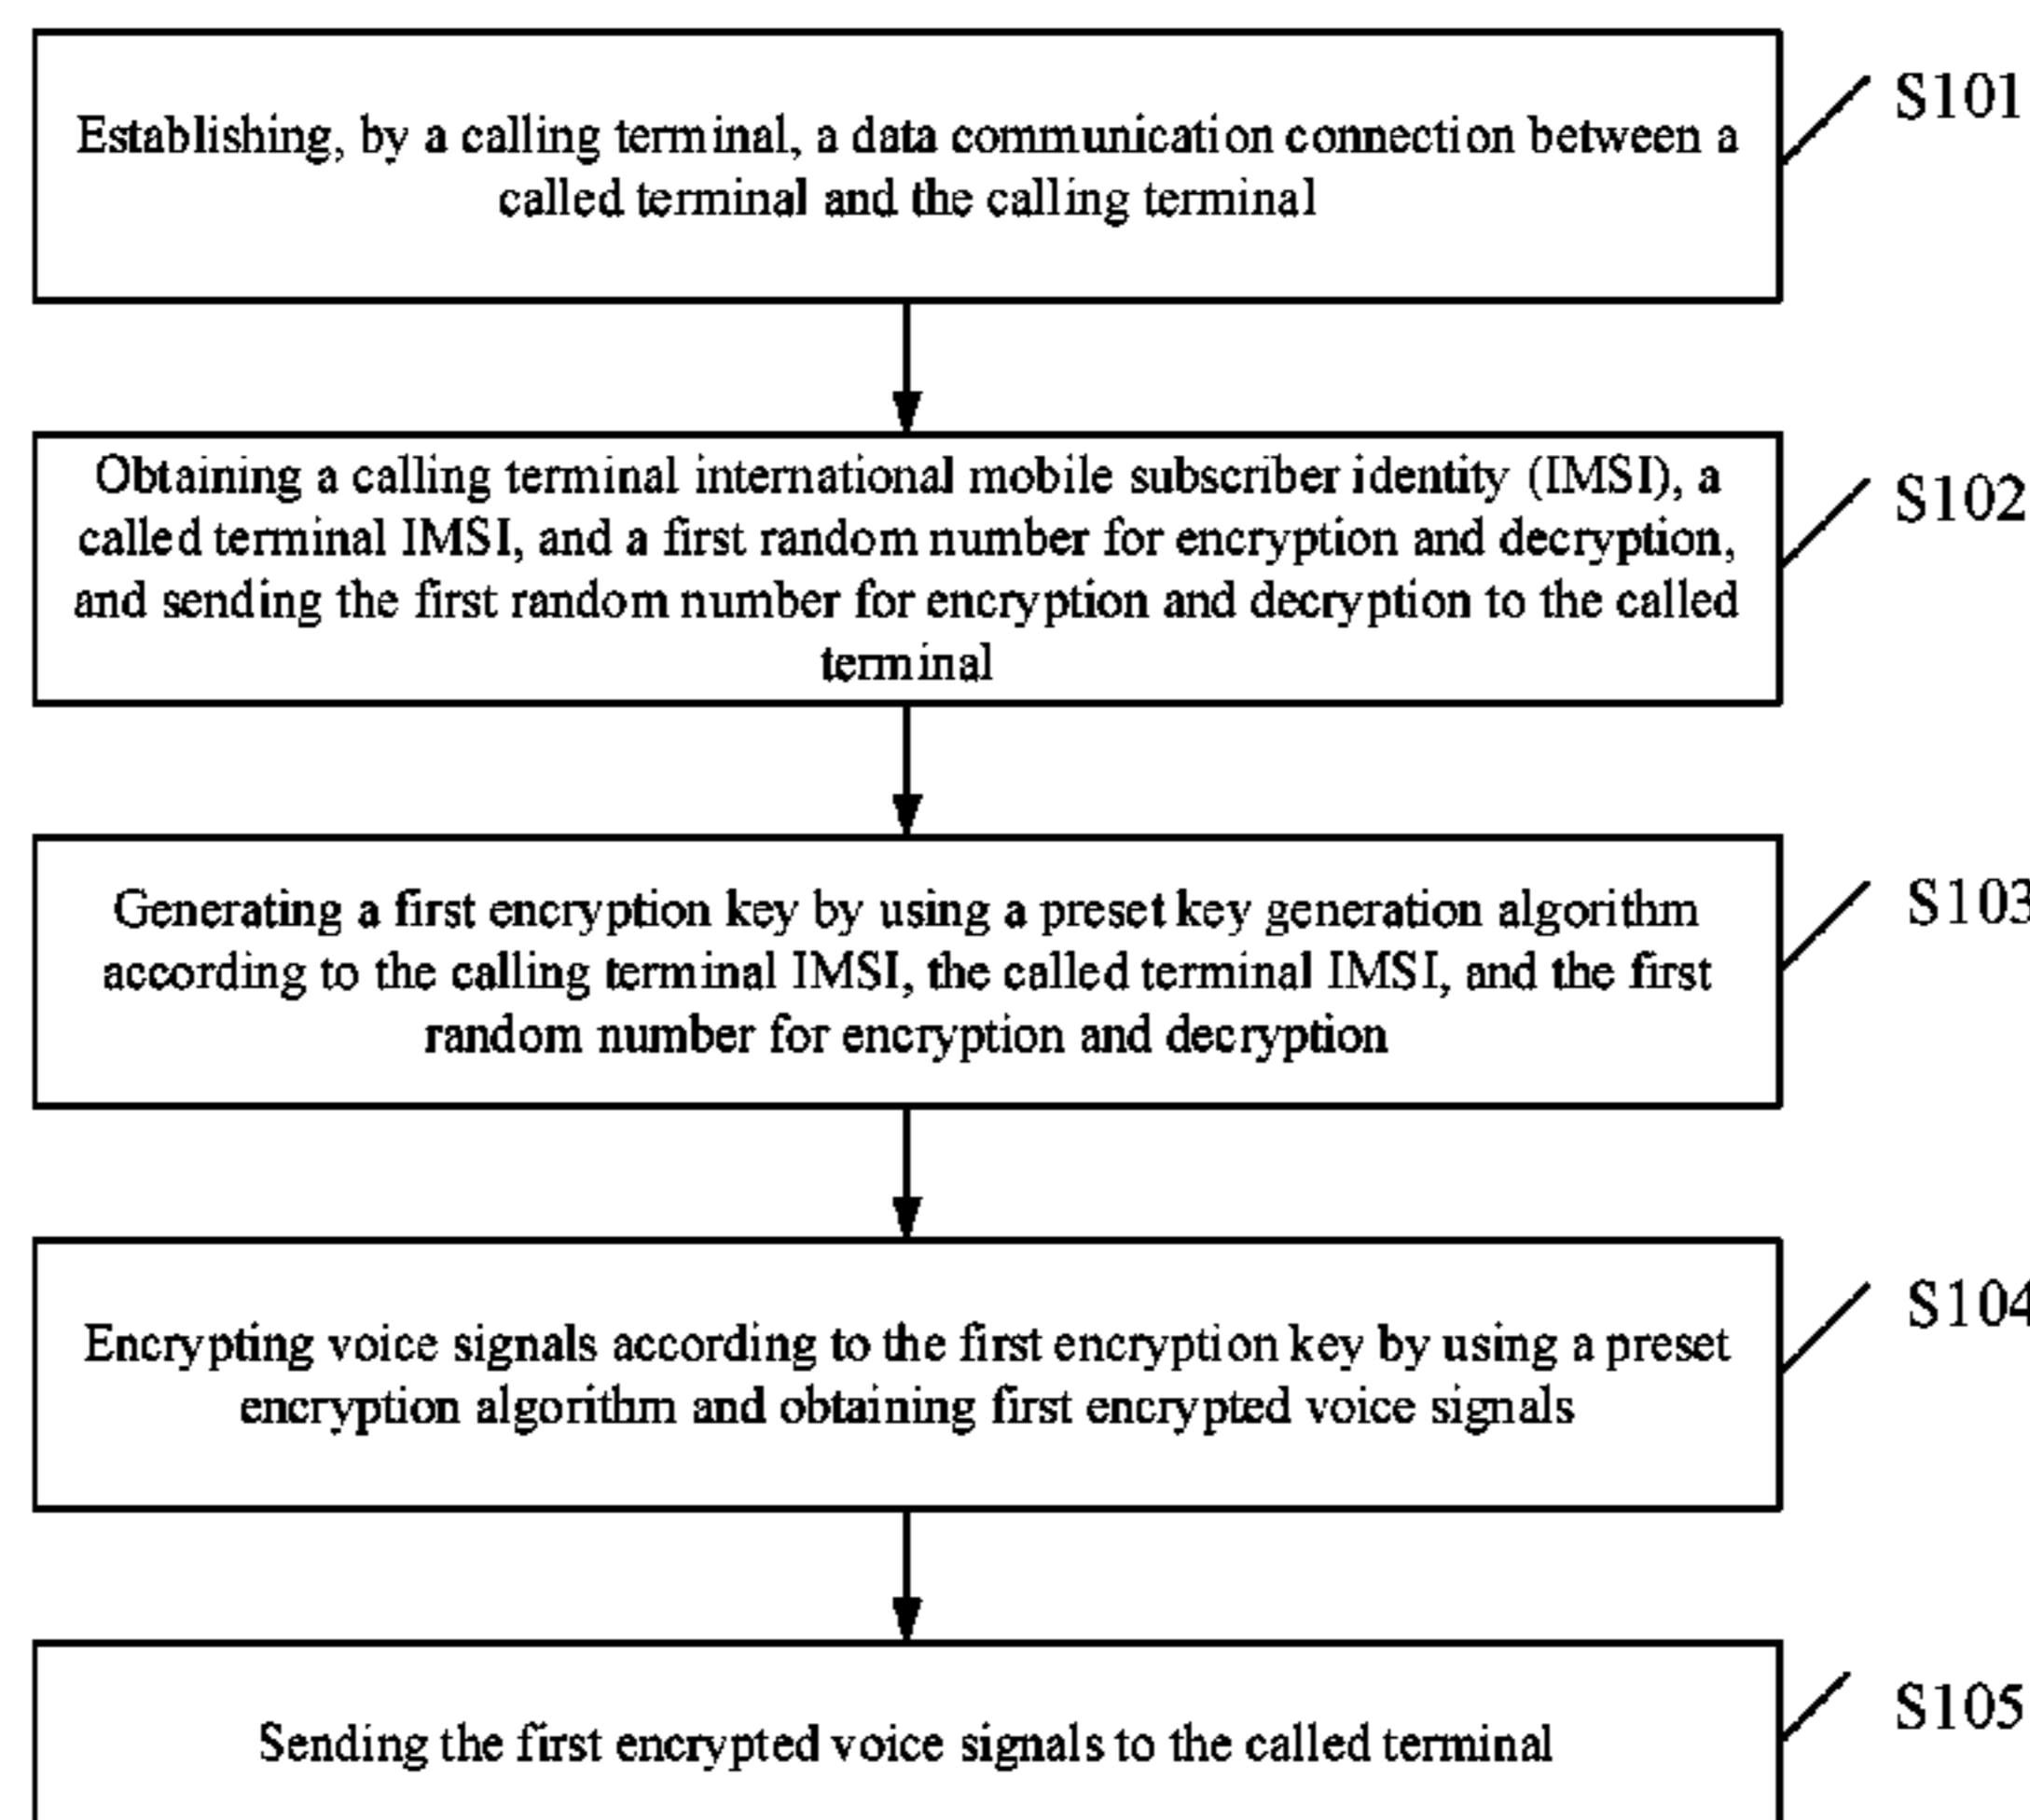 Establishing, by a calling terminal, a data communication connection between a
called terminal and the calling terminal
S101
Obtaining a calling terminal international mobile subscriber identity (IMSI), a
called terminal IMSI, and a first random number for encryption and decryption,
and sending the first random number for encryption and decryption to the called
terminal
S102
Generating a first encryption key by using a preset key generation algorithm
according to the calling terminal IMSI, the called terminal IMSI, and the first
random number for encryption and decryption
S103
Encrypting voice signals according to the first encryption key by using a preset
encryption algorithm and obtaining first encrypted voice signals
S104
Sending the first encrypted voice signals to the called terminal
S105